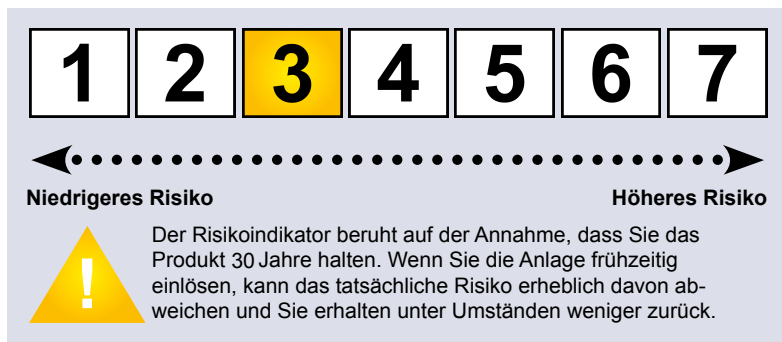 1 2 3 4 5 6 7
Niedrigeres Risiko Höheres Risiko
! Der Risikoindikator beruht auf der Annahme, dass Sie das
Produkt 30 Jahre halten. Wenn Sie die Anlage frühzeitig
einlösen, kann das tatsächliche Risiko erheblich davon ab-
weichen und Sie erhalten unter Umständen weniger zurück.